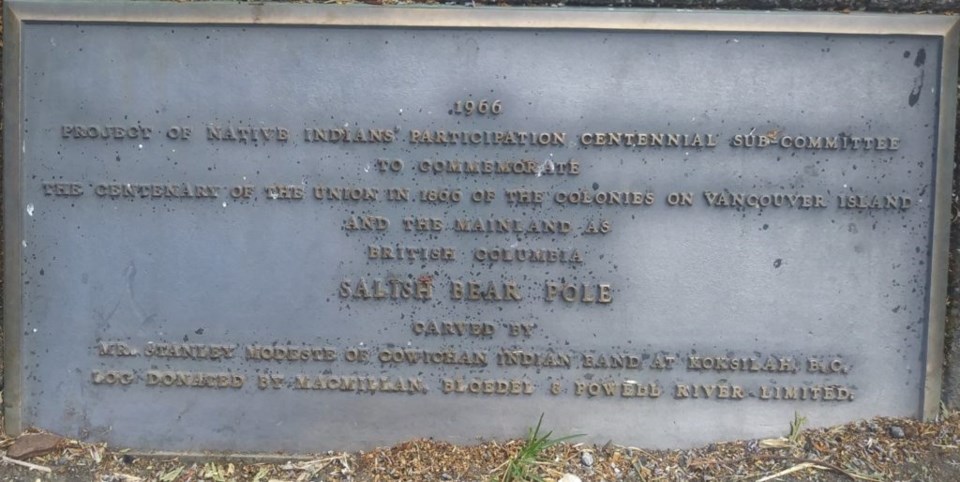 1966
PROJECT OF NATIVE INDIANS' PARTICIPATION CENTENNIAL SUB-COMMITTEE
TO COMMEMORATE
THE CENTENARY OF THE UNION IN 1866 OF THE COLONIES ON VANCOUVER ISLAND
AND THE MAINLAND AS
BRITISH COLUMBIA
SALISH BEAR POLE
CARVED BY
MR. STANLEY MODESTE OF COWICHAN INDIAN BAND AT KOKSILAH, B.C.
LOG DONATED BY MACMILLAN, BLOEDEL & POWELL RIVER LIMITED.